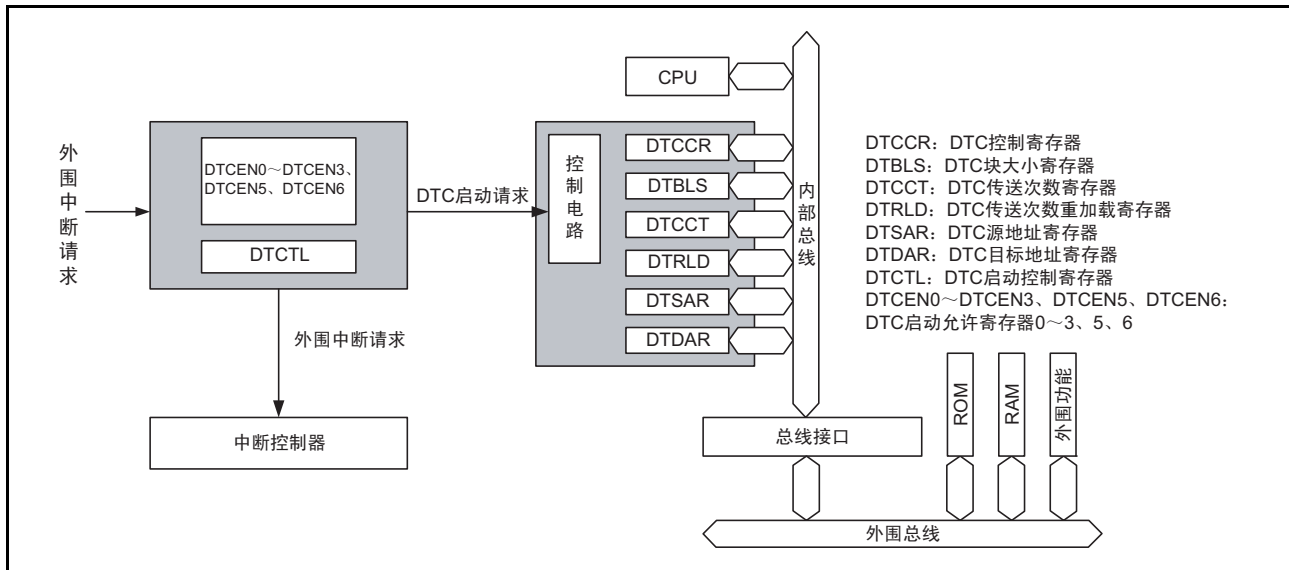 外围中断请求
DTCEN0～DTCEN3、
DTCEN5、DTCEN6
DTCTL
外围中断请求
中断控制器
DTC启动请求
控制电路
CPU
DTCCR
DTBLS
DTCCT
DTRLD
DTSAR
DTDAR
内部总线
DTCCR：DTC控制寄存器
DTBLS：DTC块大小寄存器
DTCCT：DTC传送次数寄存器
DTRLD：DTC传送次数重加载寄存器
DTSAR：DTC源地址寄存器
DTDAR：DTC目标地址寄存器
DTCTL：DTC启动控制寄存器
DTCEN0～DTCEN3、DTCEN5、DTCEN6：
DTC启动允许寄存器0～3、5、6
总线接口
ROM
RAM
外围功能
外围总线